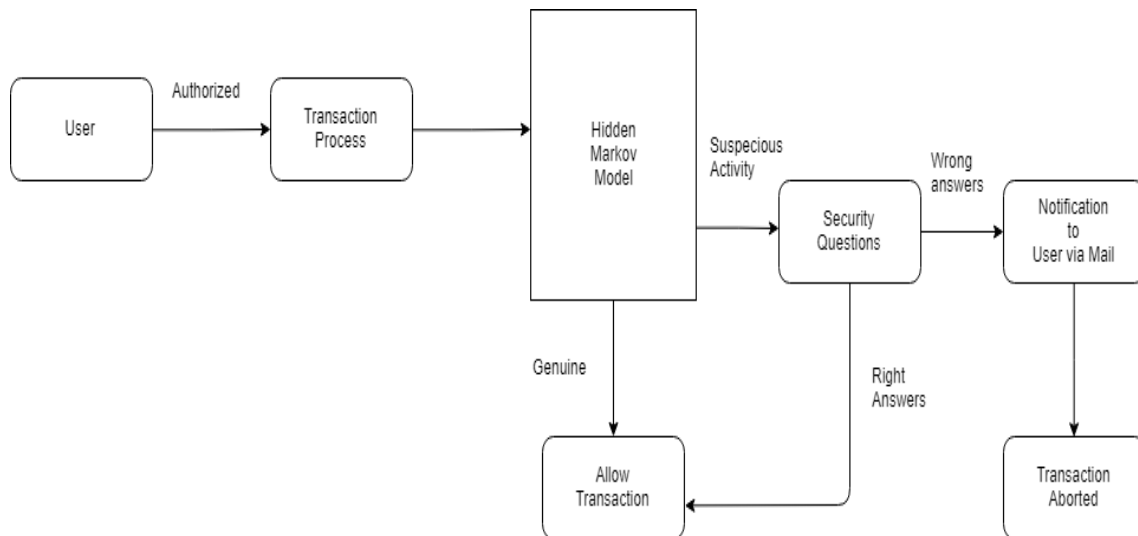 User
Authorized
Transaction
Process
Hidden
Markov
Model
Suspecious
Activity
Security
Questions
Wrong
answers
Notification
to
User via Mail
Genuine
Right
Answers
Allow
Transaction
Transaction
Aborted